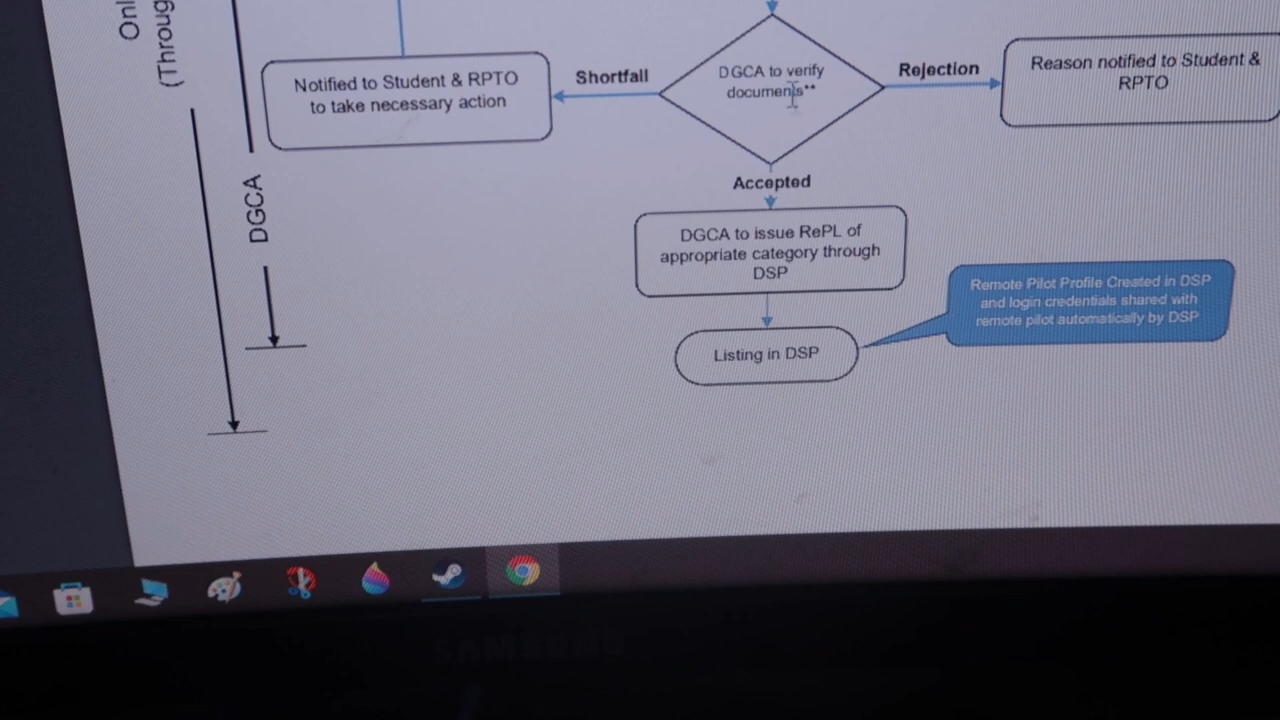 Onl
(Throug
DGCA
Notified to Student & RPTO
to take necessary action
Shortfall
DGCA to verify
documents**
Rejection
Reason notified to Student &
RPTO
Accepted
DGCA to issue RePL of
appropriate category through
DSP
Remote Pilot Profile Created in DSP
and login credentials shared with
remote pilot automatically by DSP
Listing in DSP
SAMSUNG